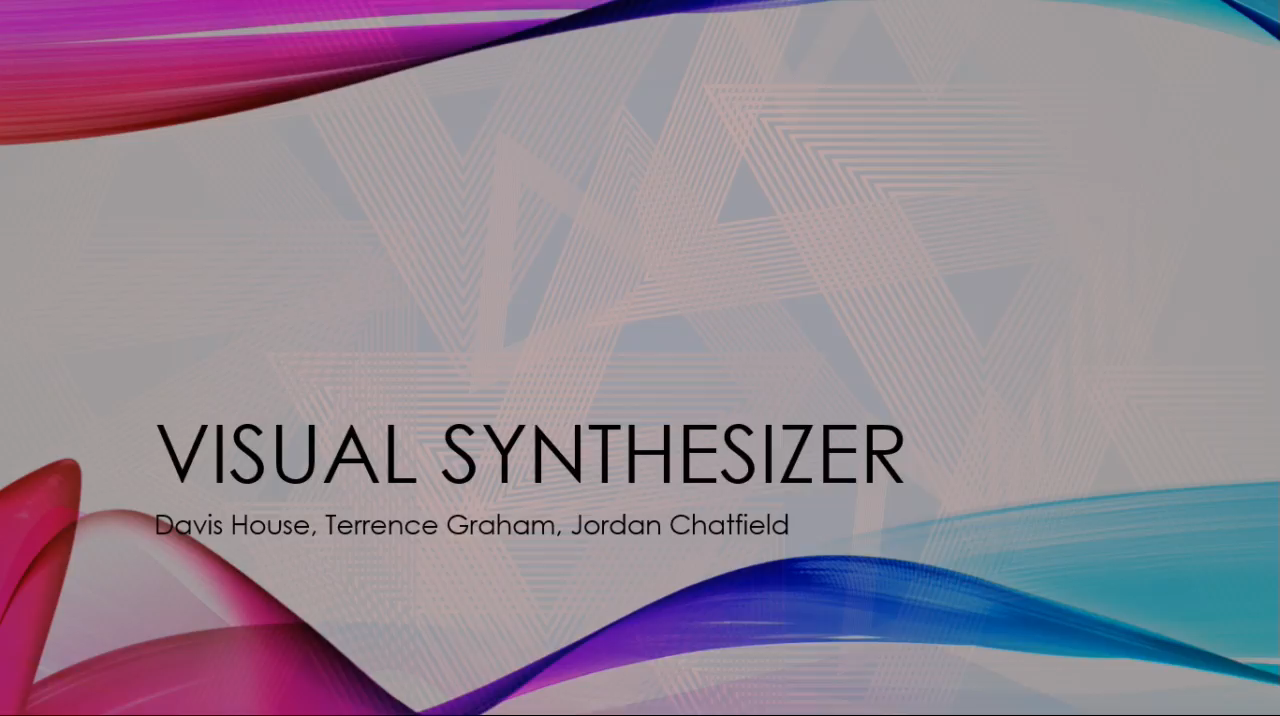 VISUAL SYNTHESIZER
Davis House, Terrence Graham, Jordan Chatfield